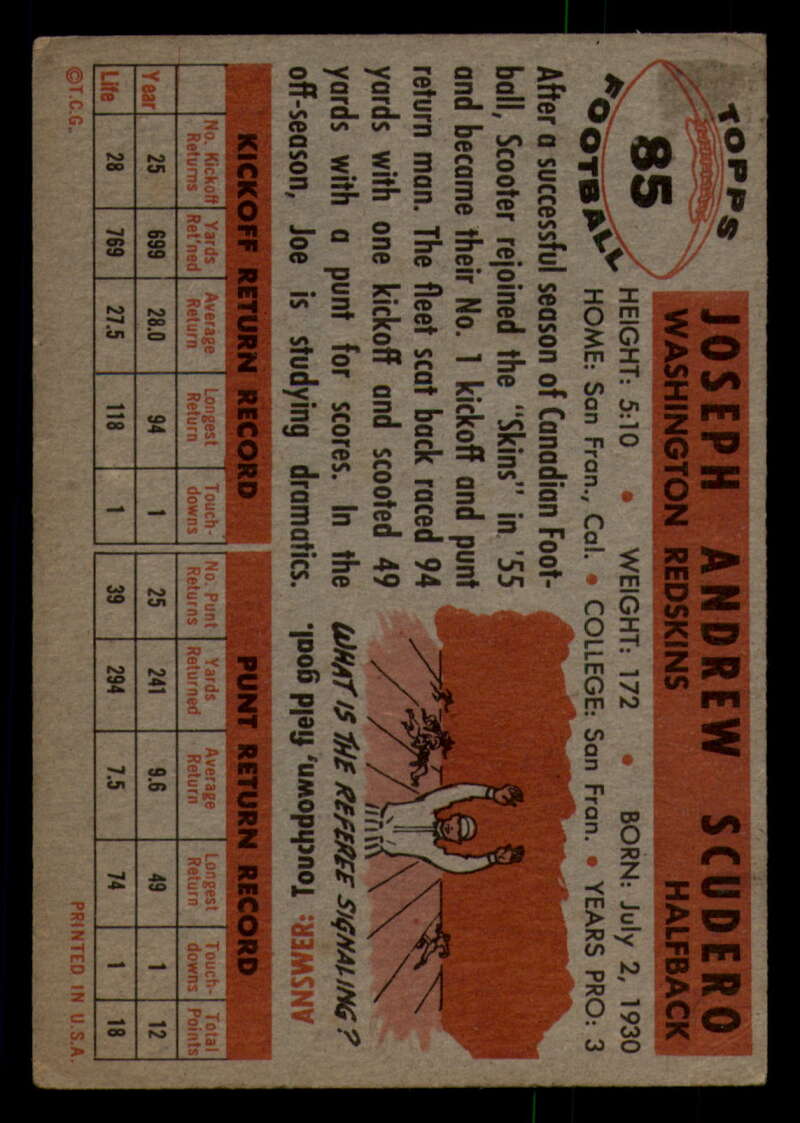 TOPPS
85
FOOTBALL
JOSEPH ANDREW SCUDERO
WASHINGTON REDSKINS HALFBACK
HEIGHT: 5:10 • WEIGHT: 172 • BORN: July 2, 1930
HOME: San Fran., Cal. • COLLEGE: San Fran. • YEARS PRO: 3
After a successful season of Canadian Foot-
ball, Scooter rejoined the "Skins" in '55
and became their No. 1 kickoff and punt
return man. The fleet scat back raced 94
yards with one kickoff and scooted 49
yards with a punt for scores. In the
off-season, Joe is studying dramatics.
WHAT IS THE REFEREE SIGNALING?
ANSWER: Touchdown, field goal.
KICKOFF RETURN RECORD
No. Kickoff Returns Yards Ret'ned Average Return Longest Return Touch-downs
Year 25 699 28.0 94 1
Life 28 769 27.5 118 1
PUNT RETURN RECORD
No. Punt Returns Yards Returned Average Return Longest Return Touch-downs Total Points
25 241 9.6 49 1 12
39 294 7.5 74 1 18
©T.C.G. PRINTED IN U.S.A.